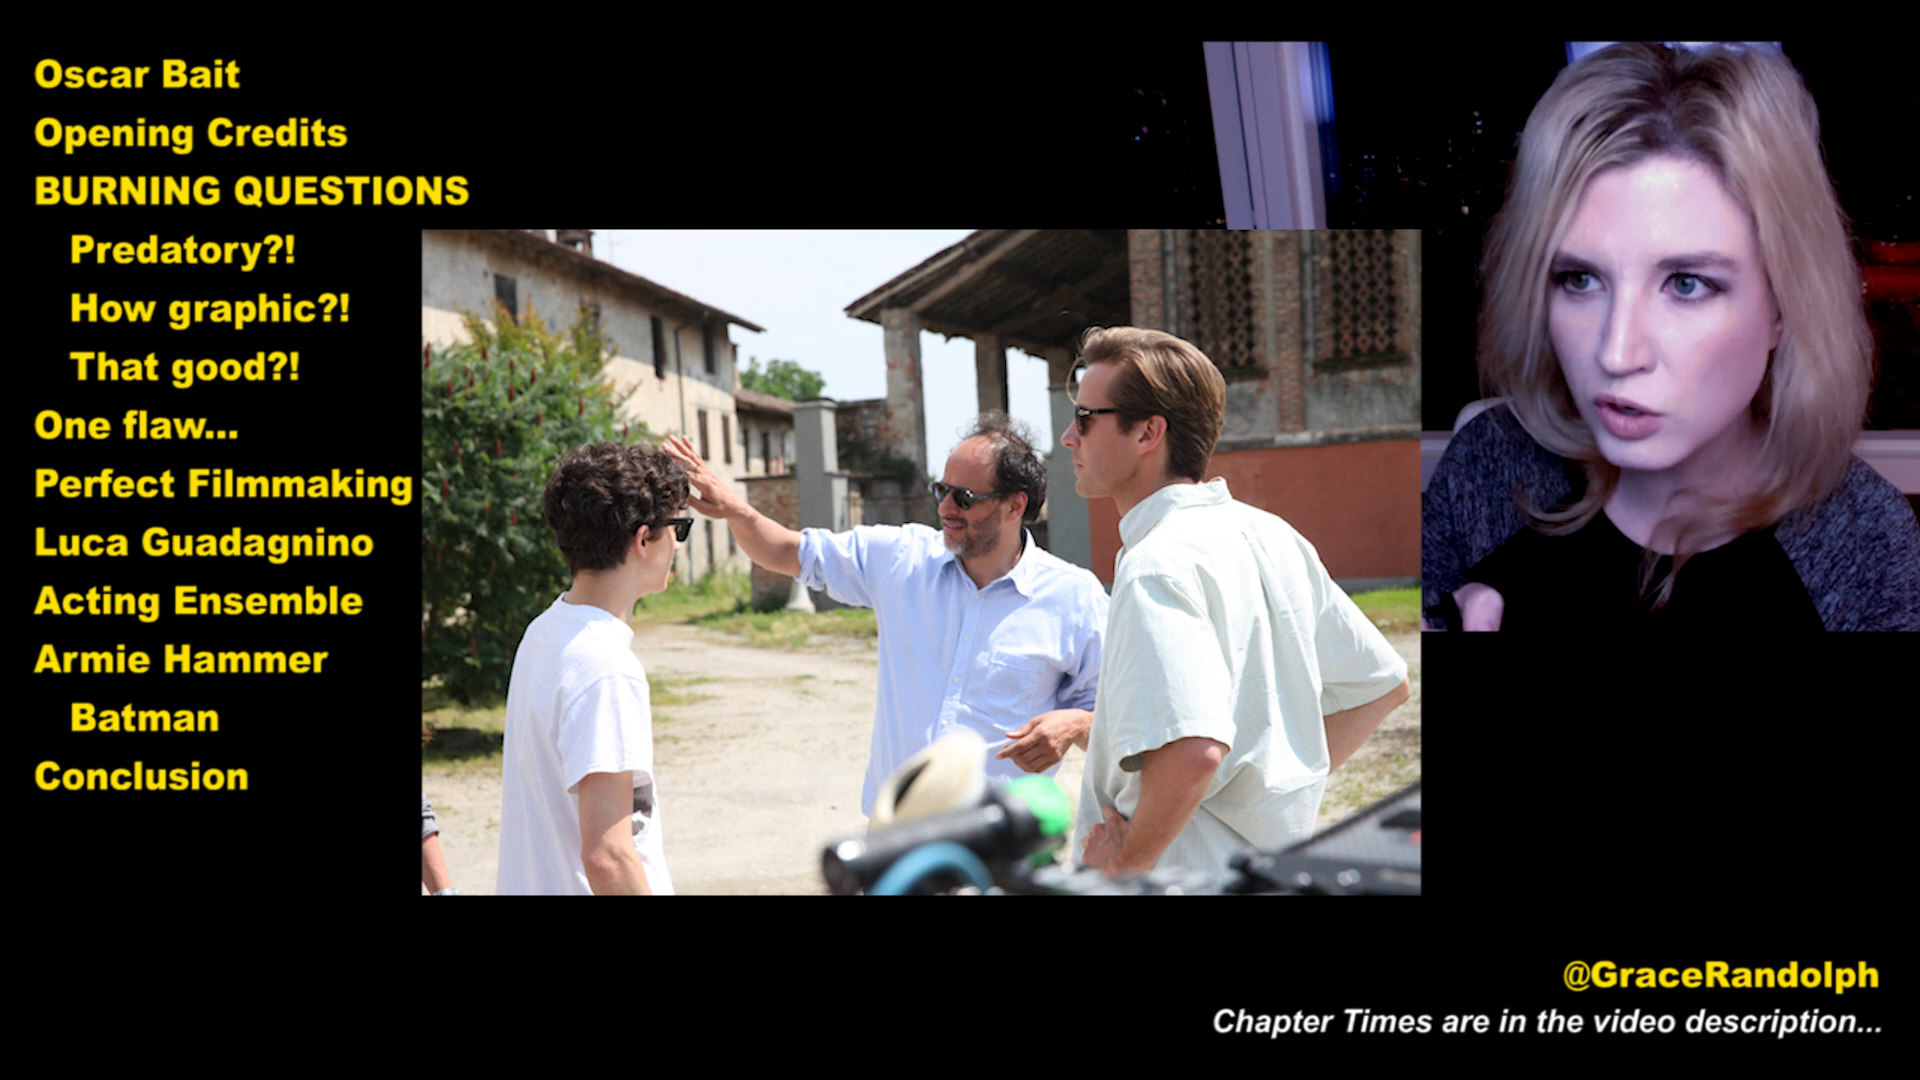 Oscar Bait
Opening Credits
BURNING QUESTIONS
Predatory?!
How graphic?!
That good?!
One flaw...
Perfect Filmmaking
Luca Guadagnino
Acting Ensemble
Armie Hammer
Batman
Conclusion
@GraceRandolph
Chapter Times are in the video description...